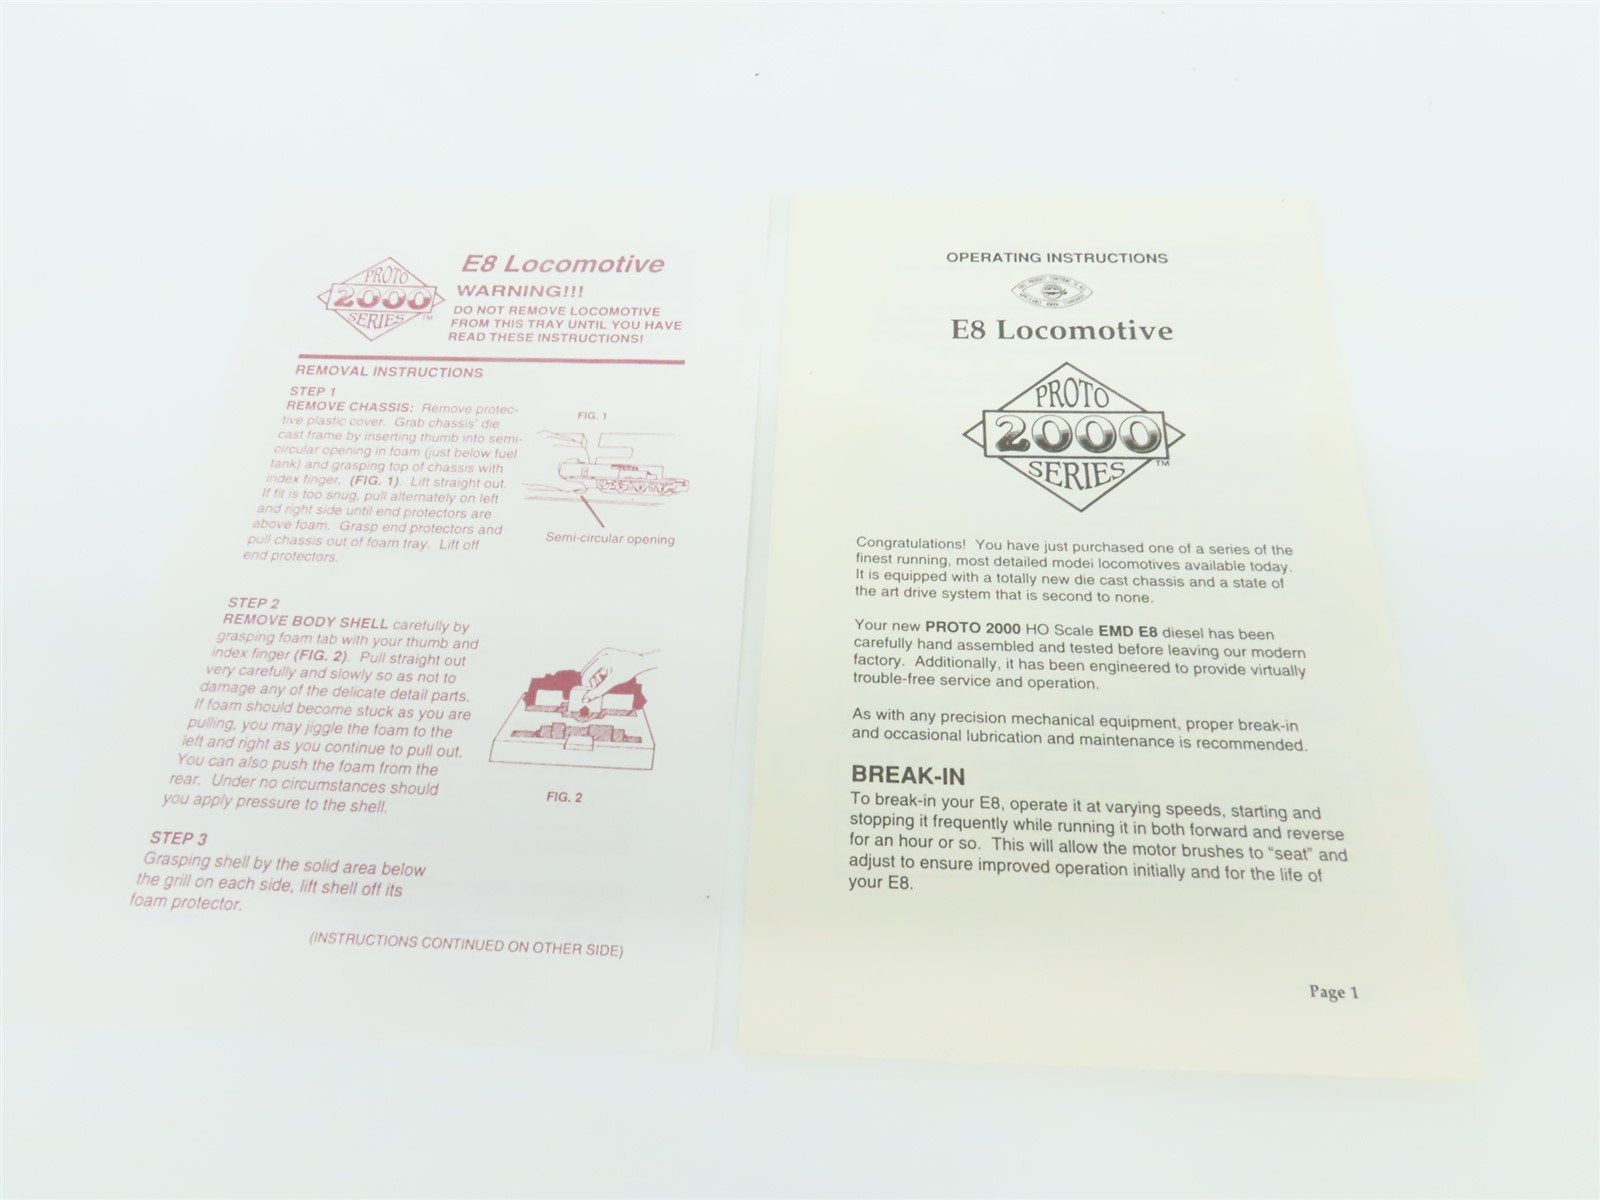 PROTO
2000
SERIES
TM
E8 Locomotive
WARNING!!!
DO NOT REMOVE LOCOMOTIVE
FROM THIS TRAY UNTIL YOU HAVE
READ THESE INSTRUCTIONS!
REMOVAL INSTRUCTIONS
STEP 1
REMOVE CHASSIS: Remove protec-
tive plastic cover. Grab chassis' die
cast frame by inserting thumb into semi-
circular opening in foam (just below fuel
tank) and grasping top of chassis with
index finger. (FIG. 1). Lift straight out.
If fit is too snug, pull alternately on left
and right side until end protectors are
above foam. Grasp end protectors and
pull chassis out of foam tray. Lift off
end protectors.
FIG. 1
Semi-circular opening
STEP 2
REMOVE BODY SHELL carefully by
grasping foam tab with your thumb and
index finger (FIG. 2). Pull straight out
very carefully and slowly so as not to
damage any of the delicate detail parts.
If foam should become stuck as you are
pulling, you may jiggle the foam to the
left and right as you continue to pull out.
You can also push the foam from the
rear. Under no circumstances should
you apply pressure to the shell.
FIG. 2
STEP 3
Grasping shell by the solid area below
the grill on each side, lift shell off its
foam protector.
(INSTRUCTIONS CONTINUED ON OTHER SIDE)
OPERATING INSTRUCTIONS
E8 Locomotive
PROTO
2000
SERIES
TM
Congratulations! You have just purchased one of a series of the
finest running, most detailed model locomotives available today.
It is equipped with a totally new die cast chassis and a state of
the art drive system that is second to none.
Your new PROTO 2000 HO Scale EMD E8 diesel has been
carefully hand assembled and tested before leaving our modern
factory. Additionally, it has been engineered to provide virtually
trouble-free service and operation.
As with any precision mechanical equipment, proper break-in
and occasional lubrication and maintenance is recommended.
BREAK-IN
To break-in your E8, operate it at varying speeds, starting and
stopping it frequently while running it in both forward and reverse
for an hour or so. This will allow the motor brushes to "seat" and
adjust to ensure improved operation initially and for the life of
your E8.
Page 1